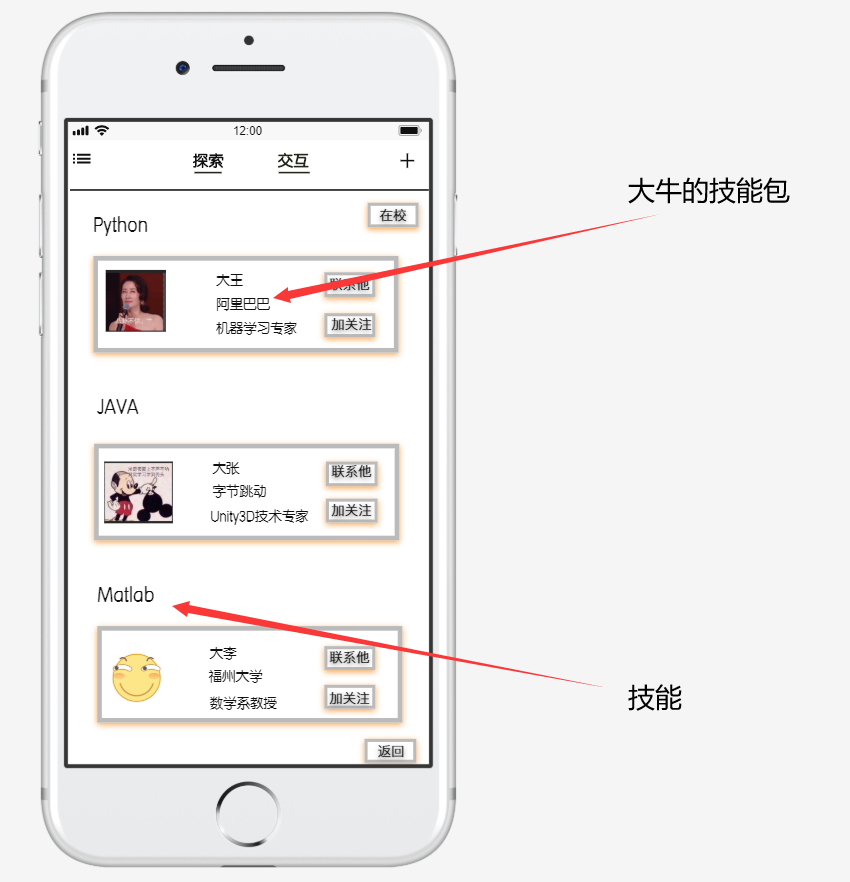 12:00
探索
交互
在校
Python
大王
阿里巴巴
机器学习专家
联系他
加关注
JAVA
大张
字节跳动
Unity3D技术专家
联系他
加关注
Matlab
大李
福州大学
数学系教授
联系他
加关注
返回
大牛的技能包
技能